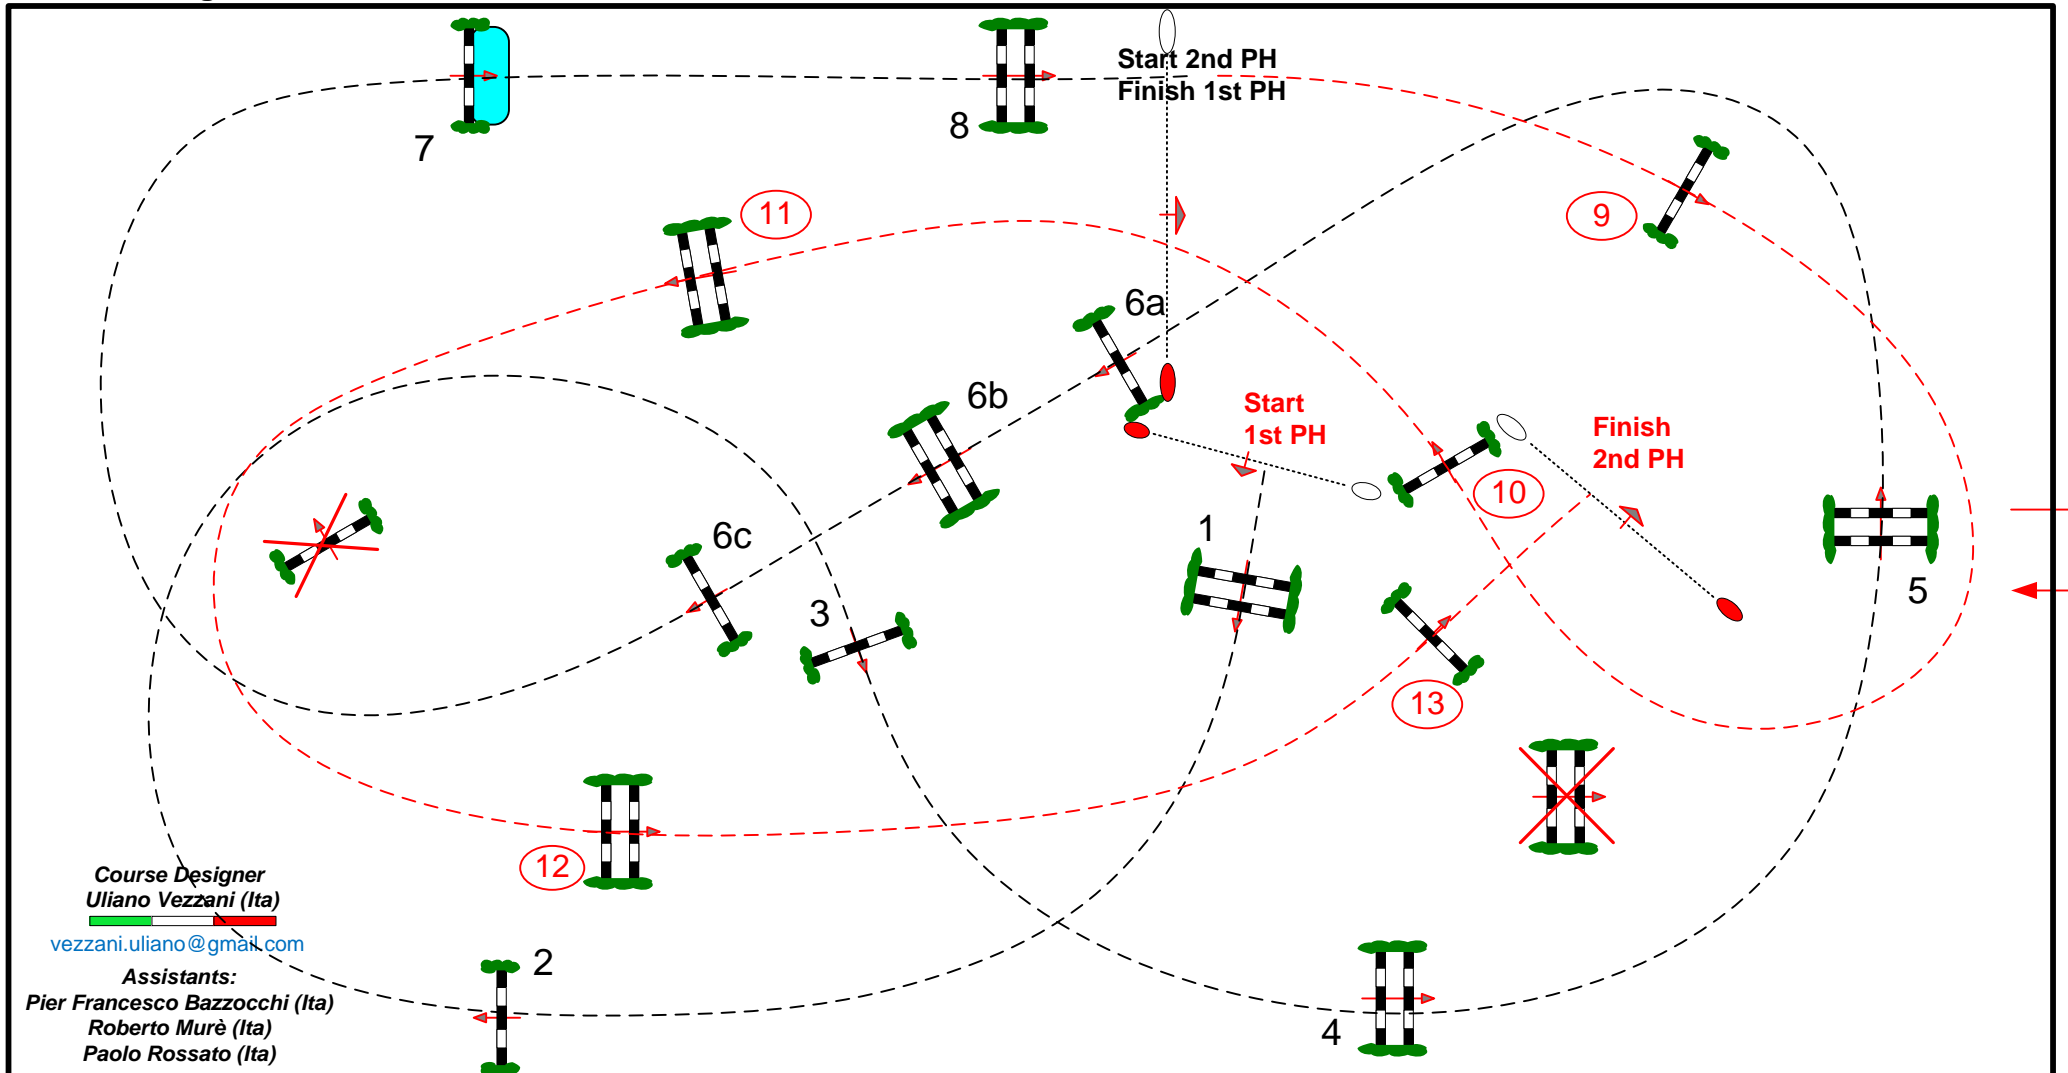 7
8
Start 2nd PH
Finish 1st PH
11
9
6a
6b
Start
1st PH
Finish
2nd PH
10
1
6c
3
5
13
12
Course Designer
Uliano Vezzani (Ita)
vezzani.uliano@gmail.com
Assistants:
Pier Francesco Bazzocchi (Ita)
Roberto Murè (Ita)
Paolo Rossato (Ita)
2
4